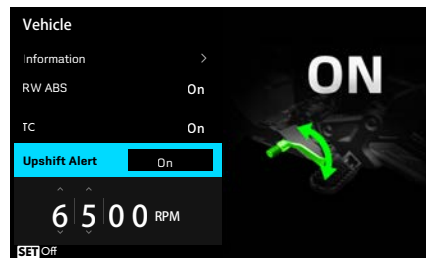 Vehicle
Information >
RW ABS On
TC On
Upshift Alert On
6 5 0 0 RPM
SET Off
ON